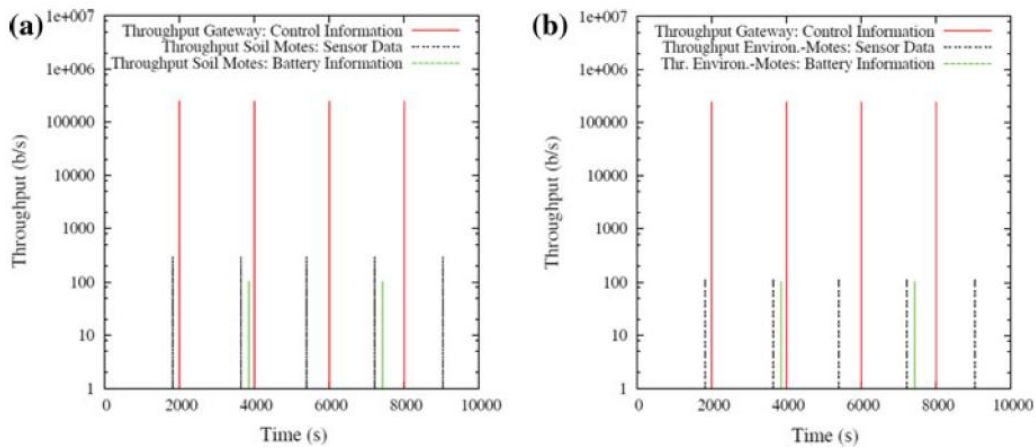 (a)
Throughput Gateway: Control Information
Throughput Soil Motes: Sensor Data
Throughput Soil Motes: Battery Information
Throughput (b/s)
1e+007
1e+006
100000
10000
1000
100
10
1
0 2000 4000 6000 8000 10000
Time (s)
(b)
Throughput Gateway: Control Information
Throughput Environ.-Motes: Sensor Data
Thr. Environ.-Motes: Battery Information
Throughput (b/s)
1e+007
1e+006
100000
10000
1000
100
10
1
0 2000 4000 6000 8000 10000
Time (s)